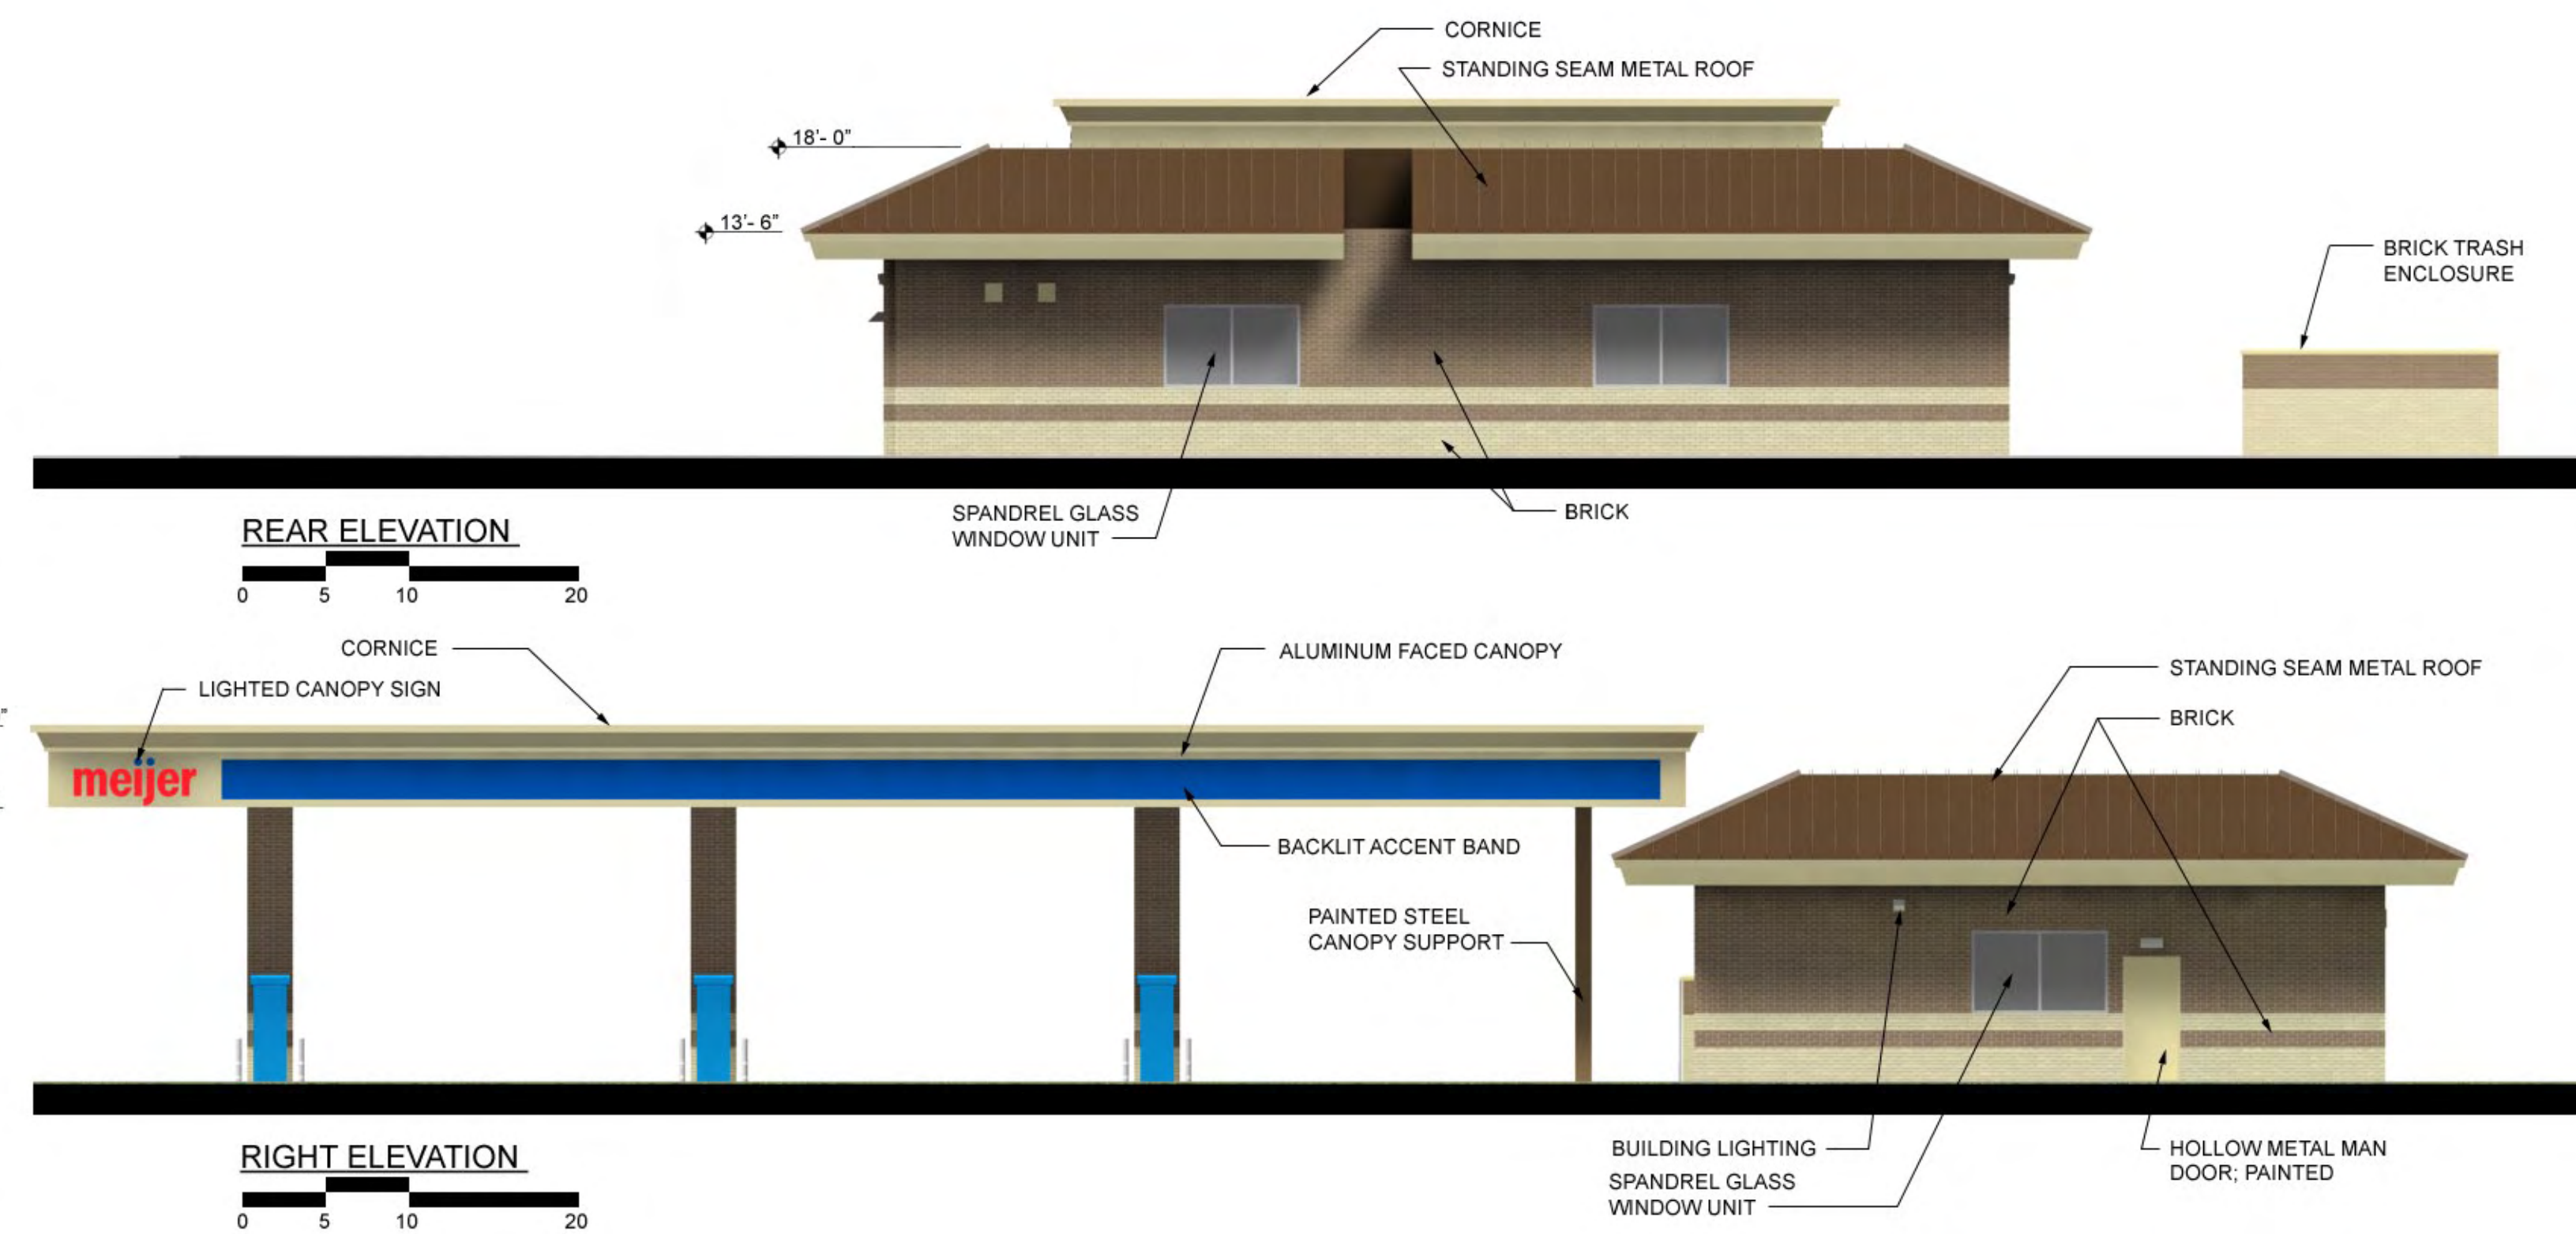 CORNICE
STANDING SEAM METAL ROOF
18'- 0"
13'- 6"
BRICK TRASH
ENCLOSURE
SPANDREL GLASS
WINDOW UNIT
BRICK
REAR ELEVATION
0 5 10 20
CORNICE
LIGHTED CANOPY SIGN
ALUMINUM FACED CANOPY
STANDING SEAM METAL ROOF
BRICK
meijer
BACKLIT ACCENT BAND
PAINTED STEEL
CANOPY SUPPORT
RIGHT ELEVATION
0 5 10 20
BUILDING LIGHTING
SPANDREL GLASS
WINDOW UNIT
HOLLOW METAL MAN
DOOR; PAINTED